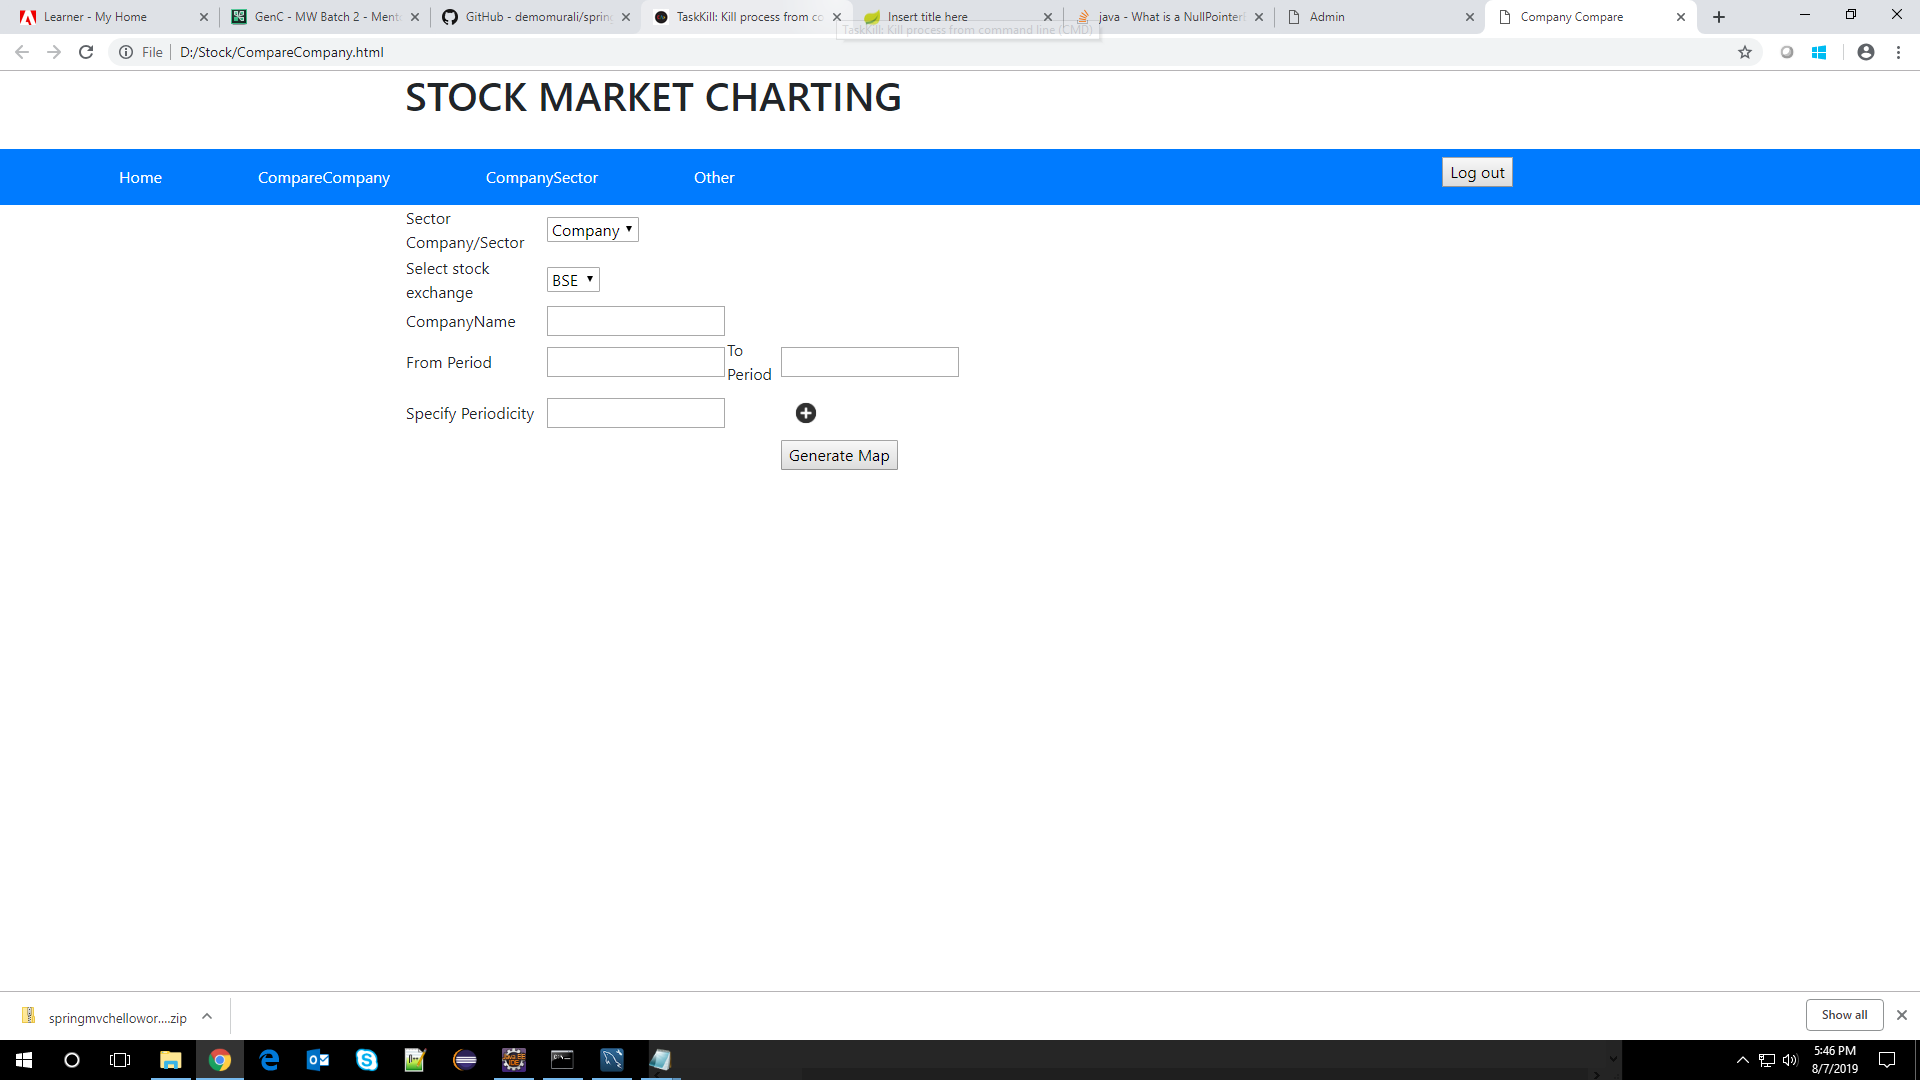 Learner - My Home
GenC - MW Batch 2 - Ment
GitHub - demomurali/spring
TaskKill: Kill process from co
Insert title here
java - What is a NullPointerE
Admin
Company Compare
TaskKill: Kill process from command line (CMD)
File
D:/Stock/CompareCompany.html
STOCK MARKET CHARTING
Home
CompareCompany
CompanySector
Other
Log out
Sector
Company/Sector
Company
Select stock
exchange
BSE
CompanyName
From Period
To
Period
Specify Periodicity
Generate Map
springmvchellowor....zip
Show all
5:46 PM
8/7/2019